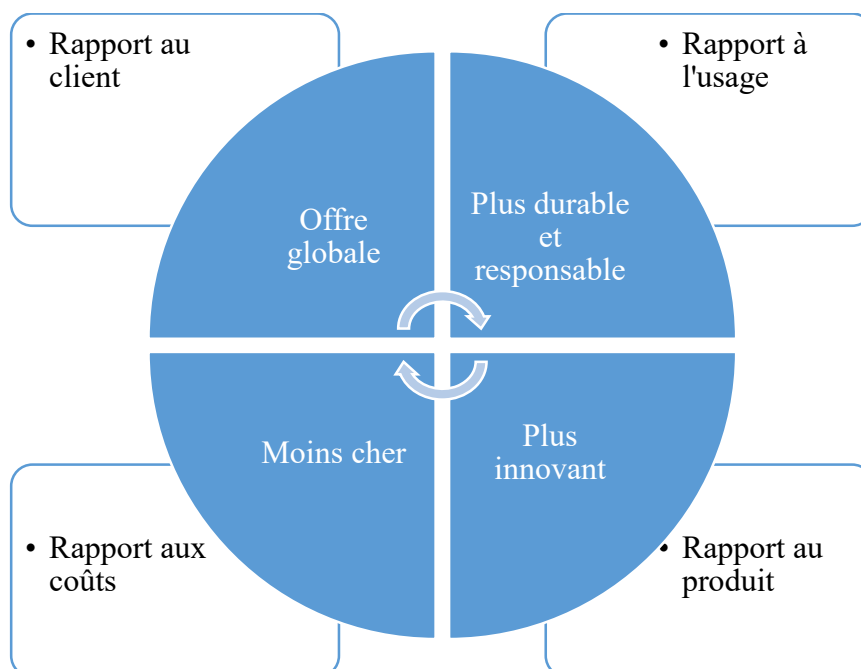 • Rapport au
client
• Rapport à
l'usage
Offre
globale
Plus durable
et
responsable
Moins cher
Plus
innovant
• Rapport aux
coûts
• Rapport au
produit